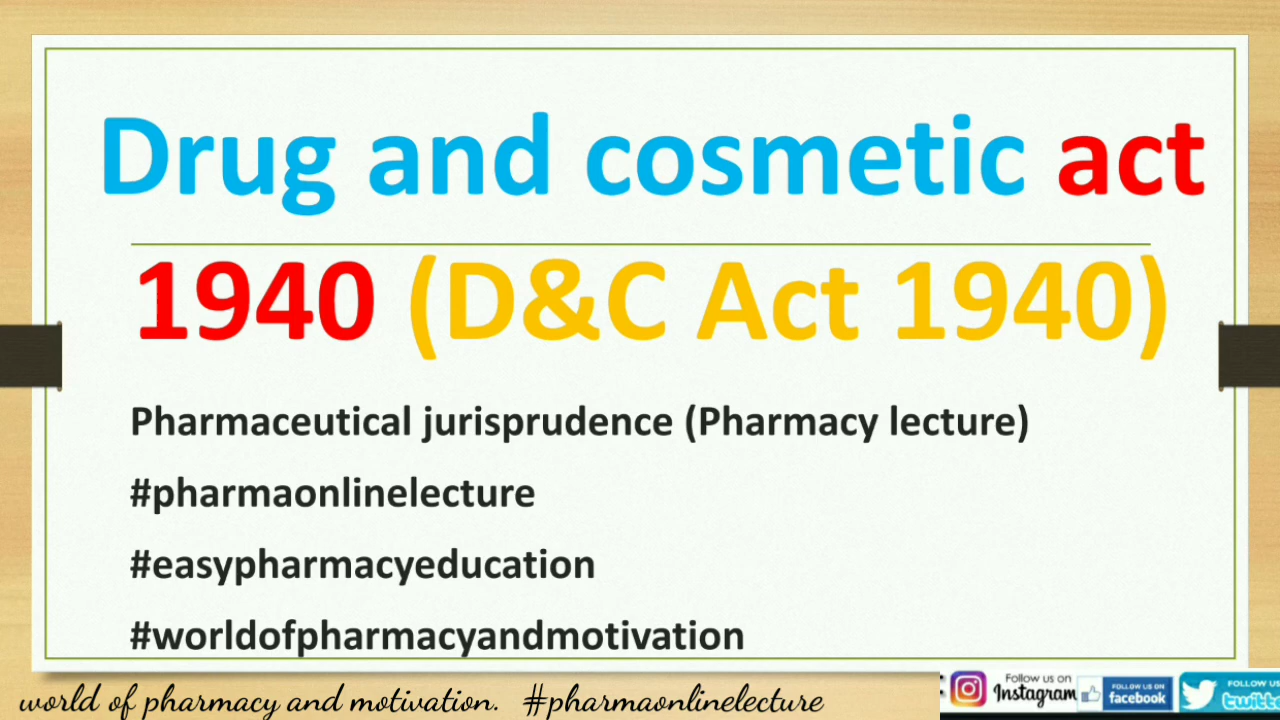 Drug and cosmetic act
1940 (D&C Act 1940)
Pharmaceutical jurisprudence (Pharmacy lecture)
#pharmaonlinelecture
#easypharmacyeducation
#worldofpharmacyandmotivation
world of pharmacy and motivation. #pharmaonlinelecture
Follow us on
Instagram
FOLLOW US ON
facebook
FOLLOW US
twitte